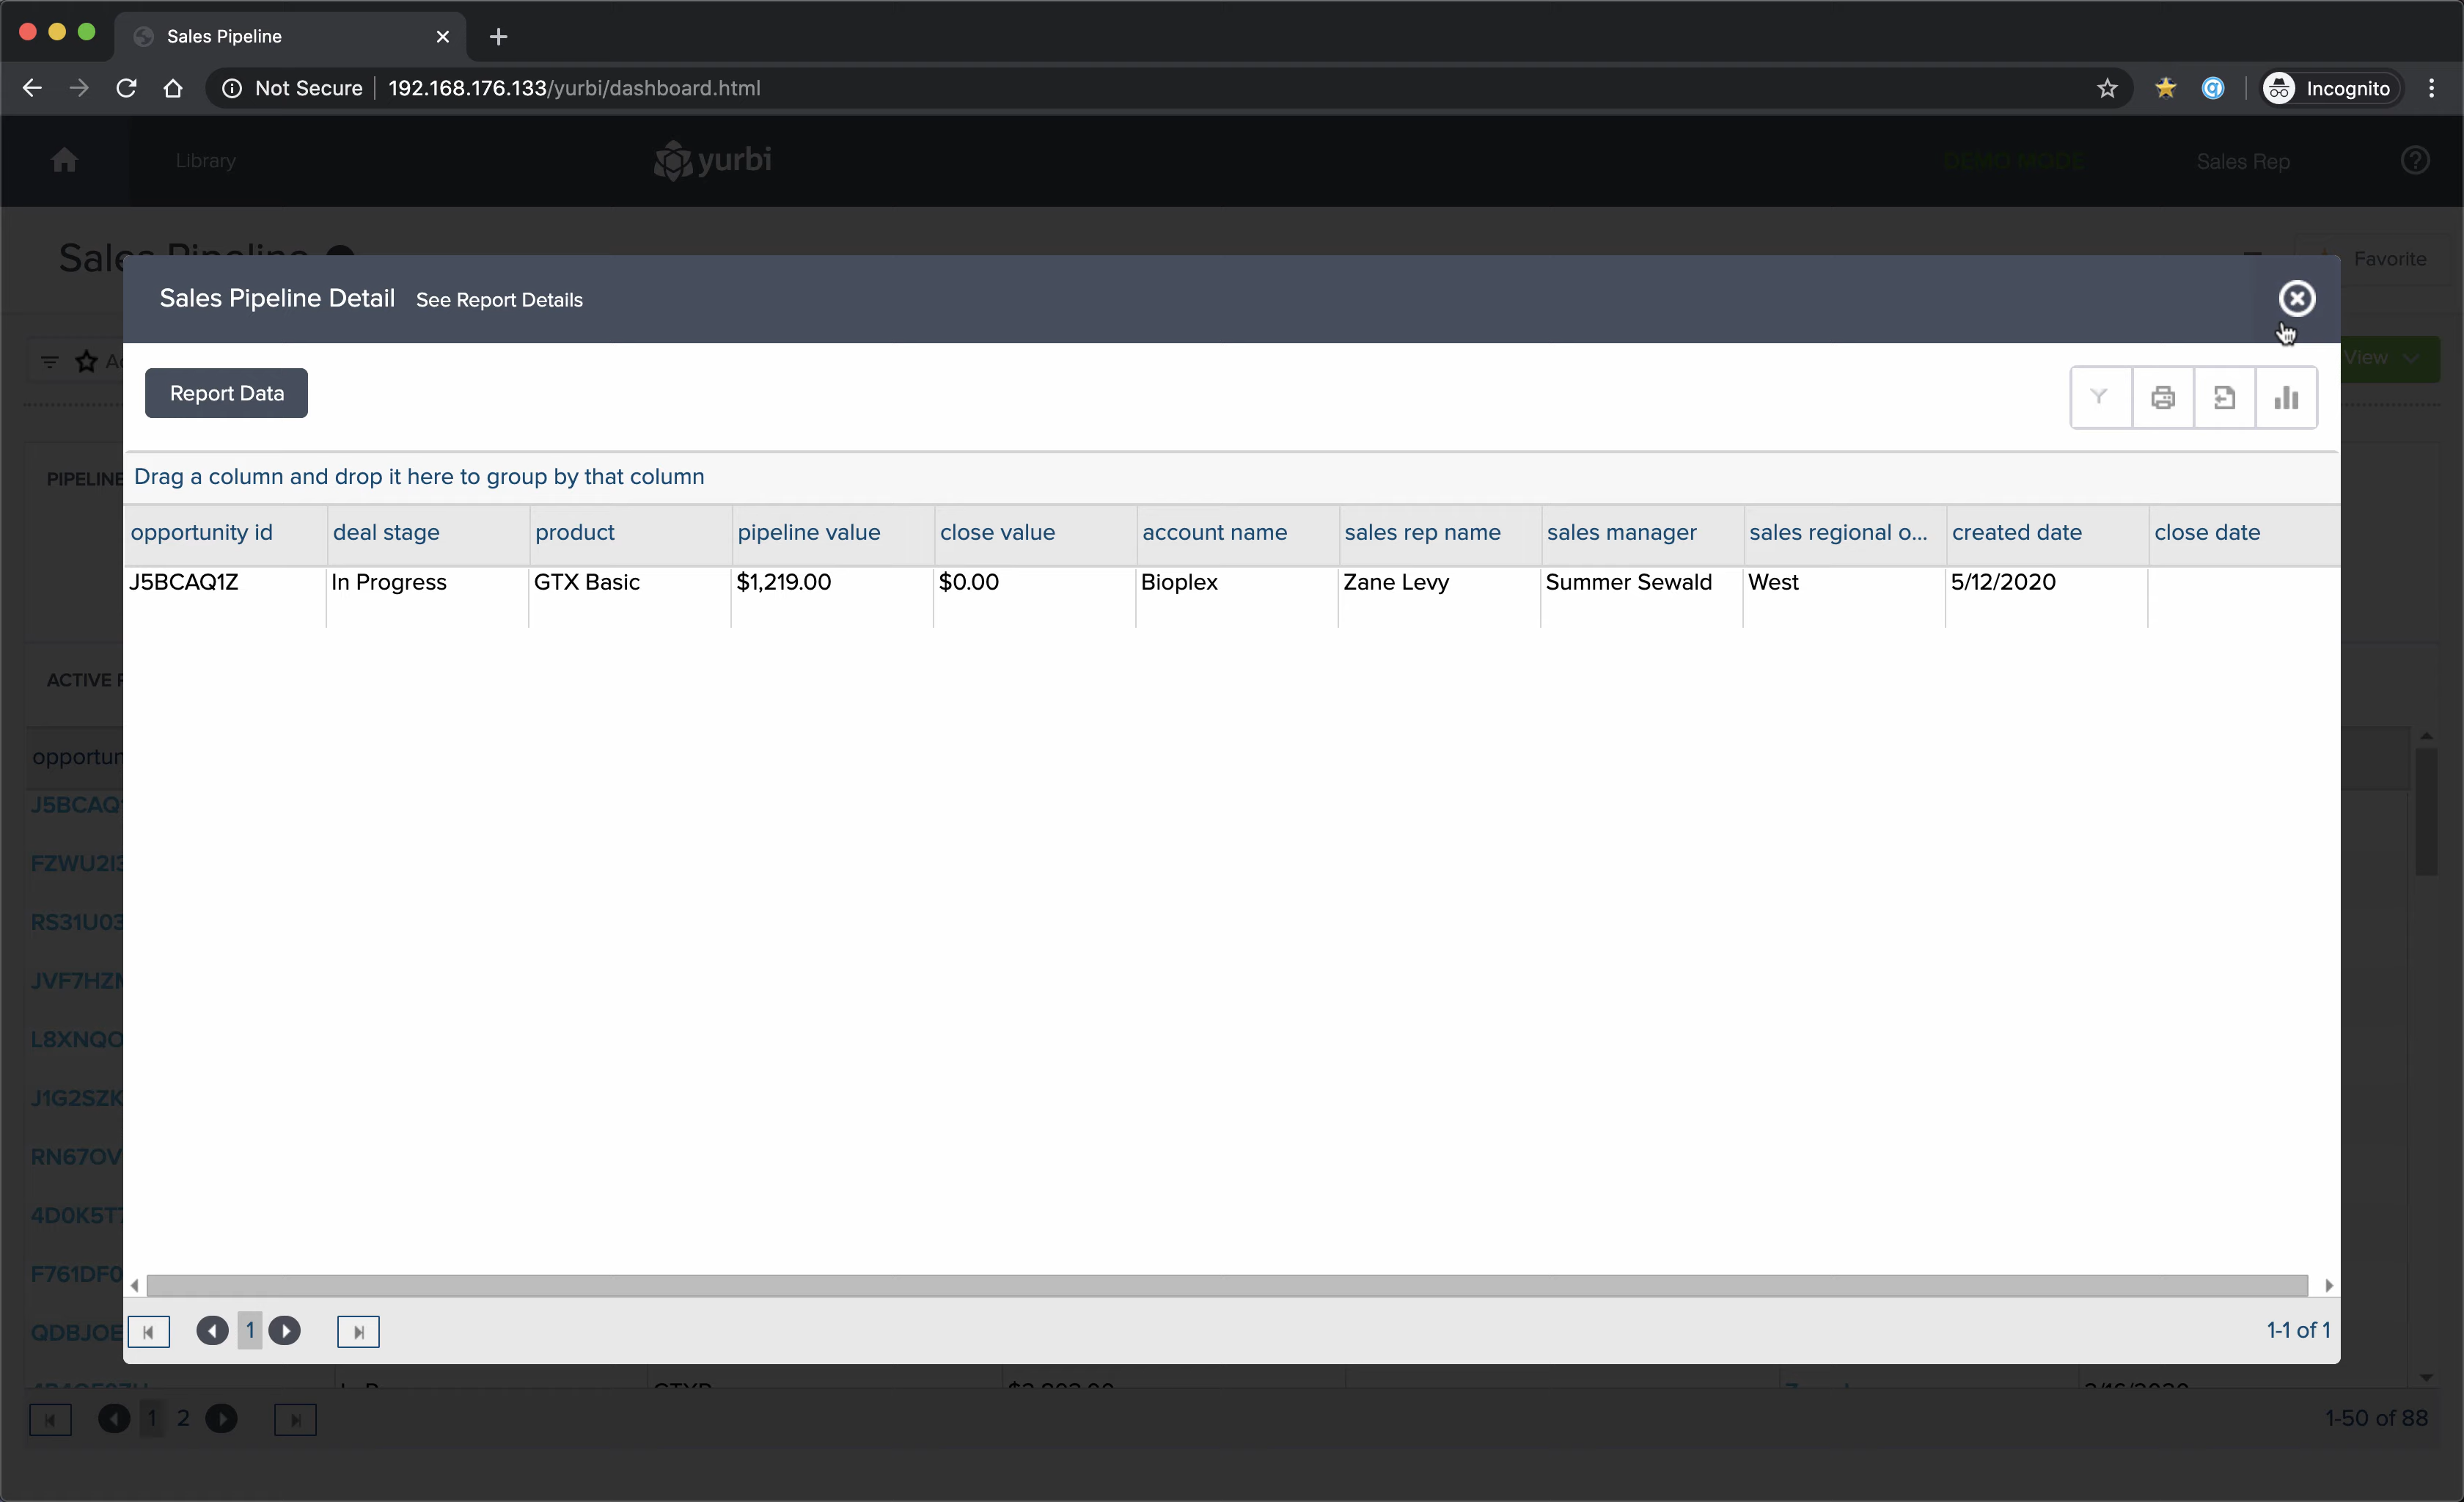 Sales Pipeline
Not Secure 192.168.176.133/yurbi/dashboard.html Incognito
Library yurbi DEMO MODE Sales Rep
Sales Pipeline Favorite
Sales Pipeline Detail See Report Details
View
Report Data
PIPELINE
Drag a column and drop it here to group by that column
opportunity id deal stage product pipeline value close value account name sales rep name sales manager sales regional o... created date close date
J5BCAQ1Z In Progress GTX Basic $1,219.00 $0.00 Bioplex Zane Levy Summer Sewald West 5/12/2020
ACTIVE
1 1-1 of 1
1 2 1-50 of 88